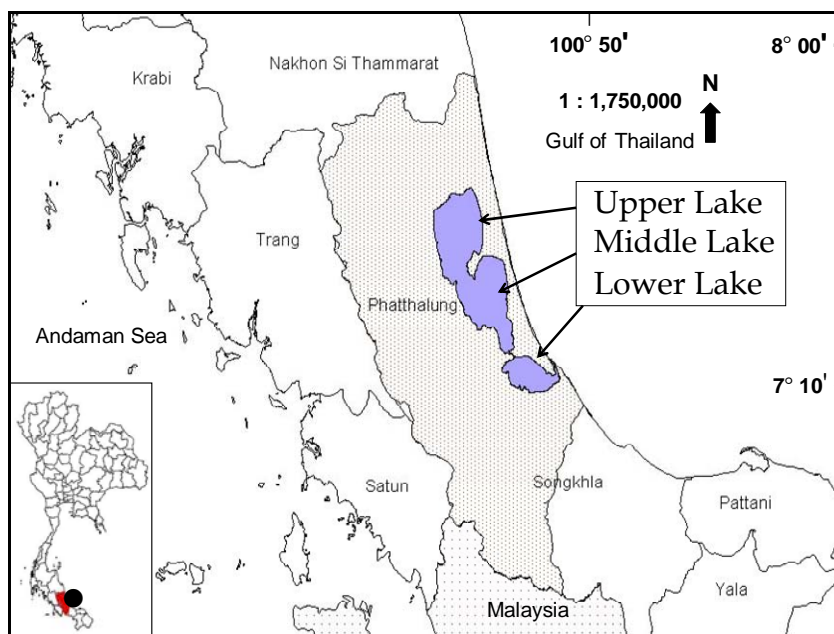 100° 50'
8° 00'
Nakhon Si Thammarat
Krabi
N
1 : 1,750,000
Gulf of Thailand
Upper Lake
Middle Lake
Lower Lake
Trang
Phatthalung
Andaman Sea
7° 10'
Satun
Songkhla
Pattani
Yala
Malaysia